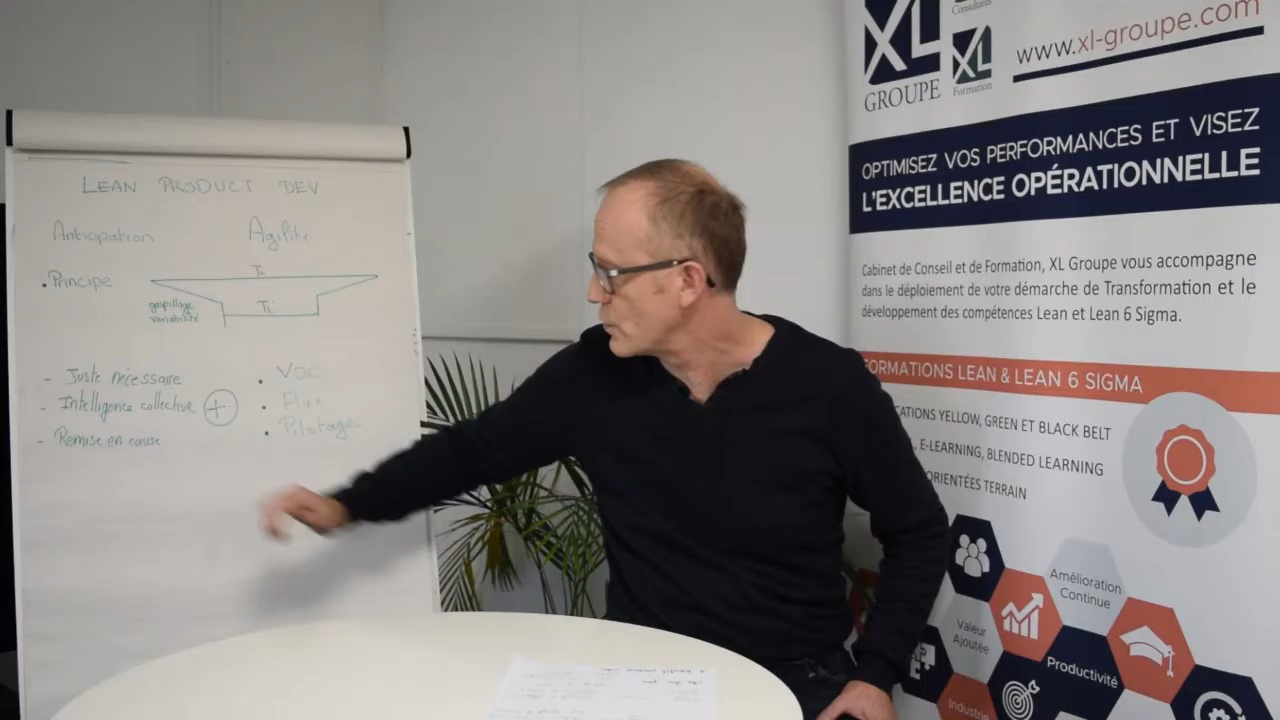 LEAN PRODUCT DEV
Anticipation
Agilité
. Principe
gaspillage
variabilité
Ti
- Juste nécessaire
- Intelligence collective +
- Remise en cause
. VOC
. Flux
. Pilotage
XL
GROUPE
Consultants
XL
Formation
www.xl-groupe.com
OPTIMISEZ VOS PERFORMANCES ET VISEZ
L'EXCELLENCE OPÉRATIONNELLE
Cabinet de Conseil et de Formation, XL Groupe vous accompagne
dans le déploiement de votre démarche de Transformation et le
développement des compétences Lean et Lean 6 Sigma.
FORMATIONS LEAN & LEAN 6 SIGMA
CATIONS YELLOW, GREEN ET BLACK BELT
, E-LEARNING, BLENDED LEARNING
ORIENTÉES TERRAIN
Amélioration
Continue
Valeur
Ajoutée
Productivité
Industrie